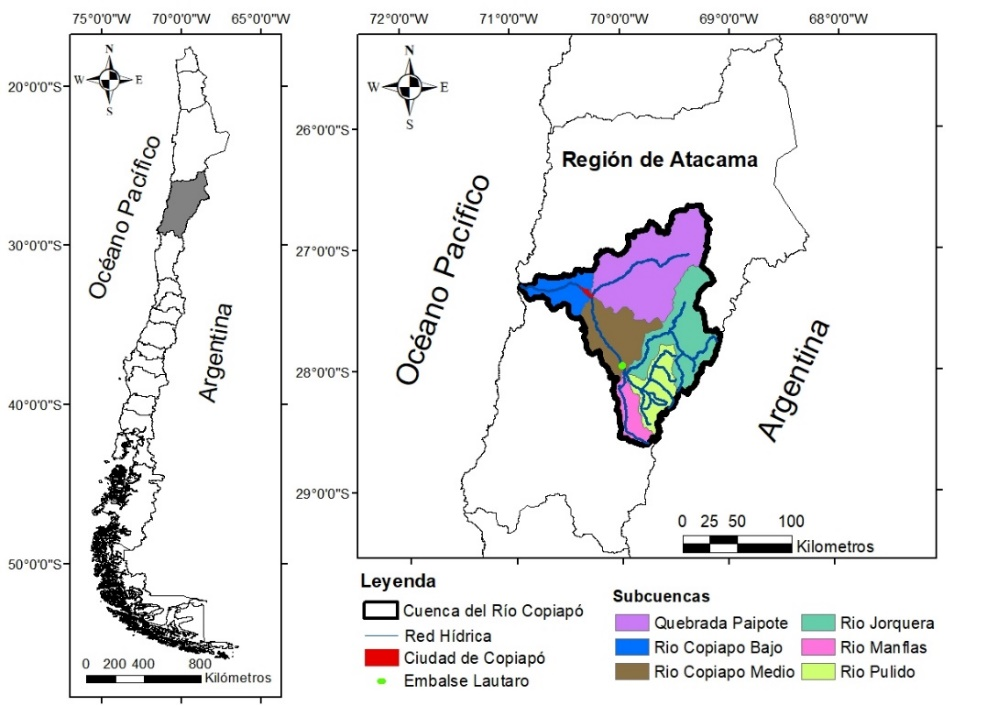 75°0'0"W 70°0'0"W 65°0'0"W
20°0'0"S
30°0'0"S
40°0'0"S
50°0'0"S
N
W E
S
Océano Pacífico
Argentina
0 200 400 800
Kilómetros
72°0'0"W 71°0'0"W 70°0'0"W 69°0'0"W 68°0'0"W
26°0'0"S
27°0'0"S
28°0'0"S
29°0'0"S
N
W E
S
Región de Atacama
Océano Pacífico
Argentina
0 25 50 100
Kilometros
Leyenda
Cuenca del Río Copiapó
Red Hídrica
Ciudad de Copiapó
Embalse Lautaro
Subcuencas
Quebrada Paipote
Rio Copiapo Bajo
Rio Copiapo Medio
Rio Jorquera
Rio Manflas
Rio Pulido